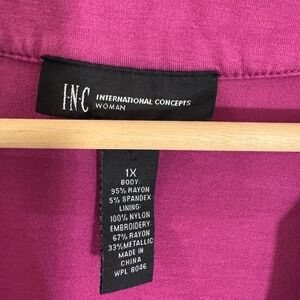 I·N·C INTERNATIONAL CONCEPTS
WOMAN
1X
BODY:
95% RAYON
5% SPANDEX
LINING:
100% NYLON
EMBROIDERY:
67% RAYON
33%METALLIC
MADE IN
CHINA
WPL 8046